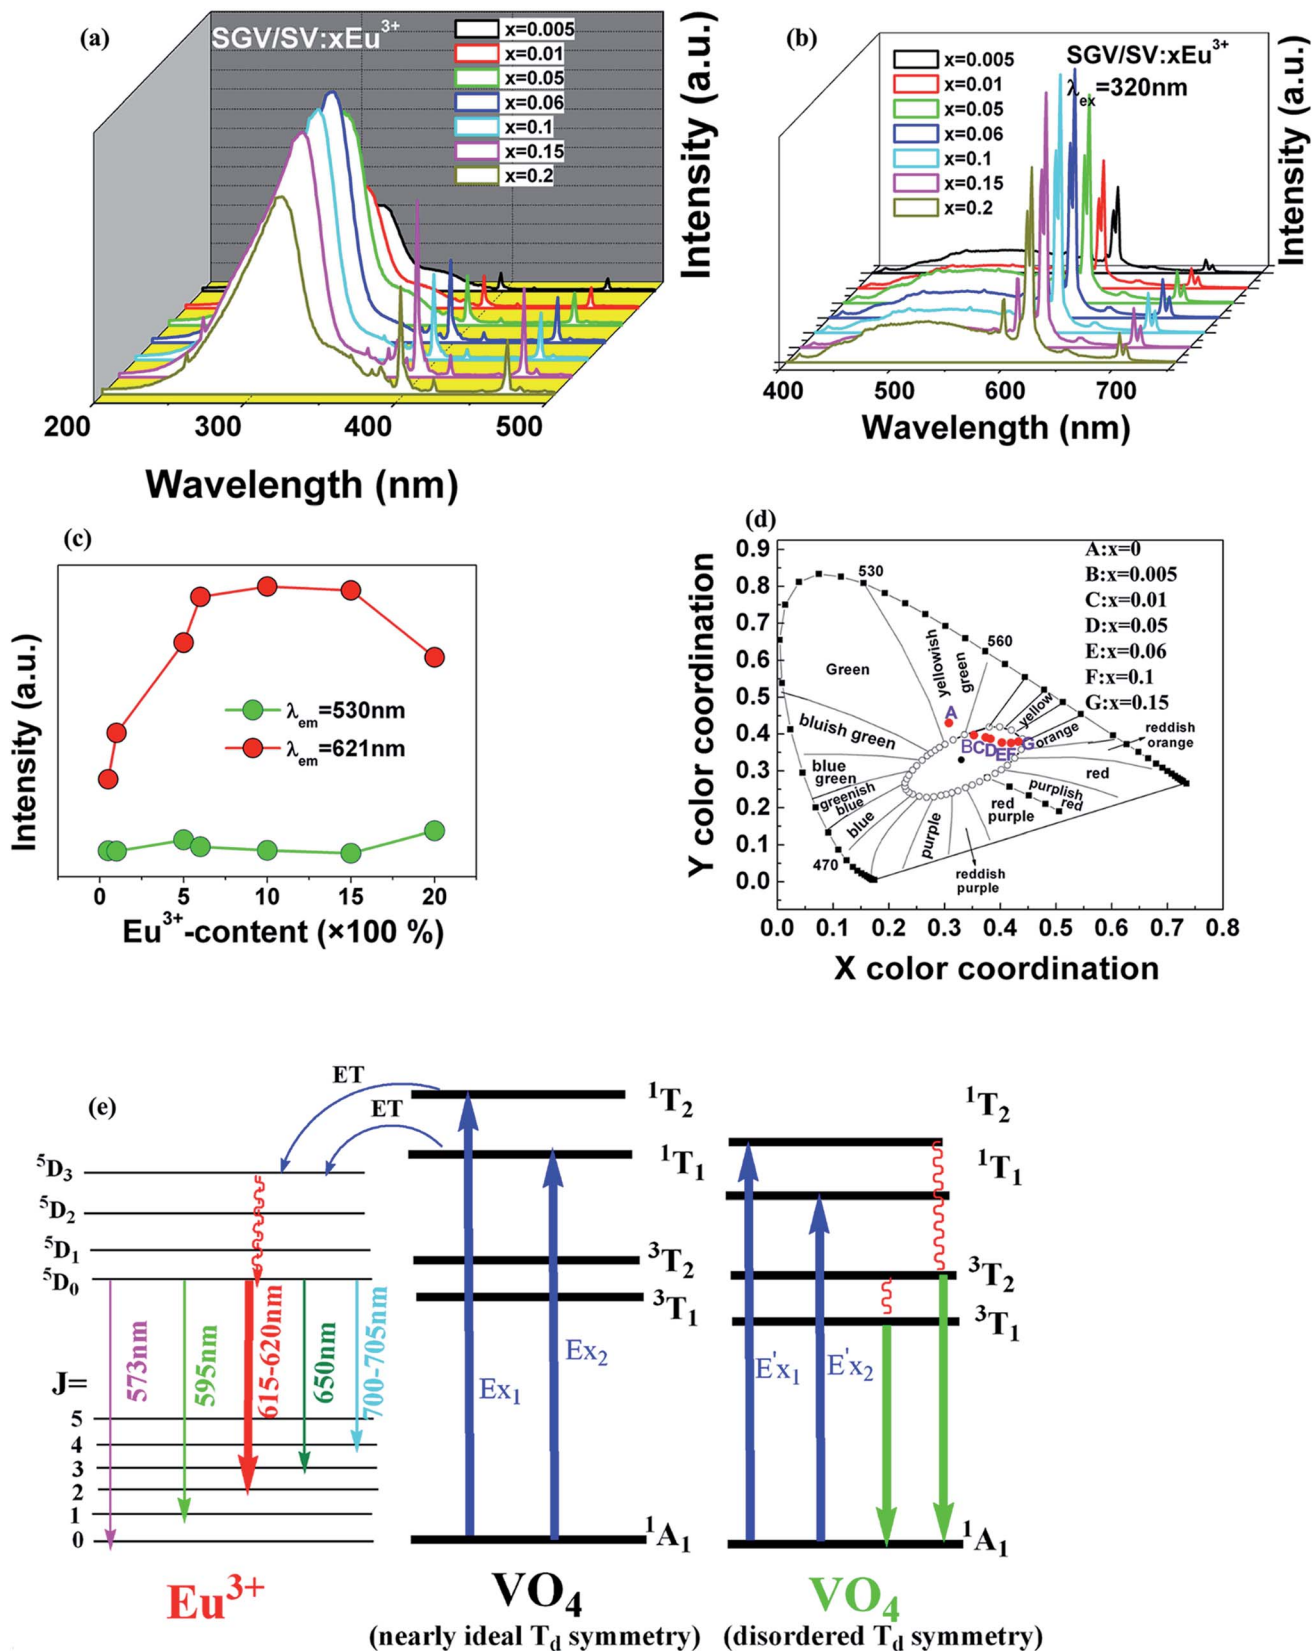 (a)
SGV/SV:xEu³⁺
x=0.005
x=0.01
x=0.05
x=0.06
x=0.1
x=0.15
x=0.2
Intensity (a.u.)
200 300 400 500
Wavelength (nm)
(b)
SGV/SV:xEu³⁺
λex=320nm
x=0.005
x=0.01
x=0.05
x=0.06
x=0.1
x=0.15
x=0.2
Intensity (a.u.)
400 500 600 700
Wavelength (nm)
(c)
Intensity (a.u.)
λem=530nm
λem=621nm
0 5 10 15 20
Eu³⁺-content (×100 %)
(d)
Y color coordination
0.9
0.8
0.7
0.6
0.5
0.4
0.3
0.2
0.1
0.0
530
560
470
A:x=0
B:x=0.005
C:x=0.01
D:x=0.05
E:x=0.06
F:x=0.1
G:x=0.15
Green
yellowish
green
yellow
orange
reddish
orange
bluish green
blue
green
greenish
blue
blue
purple
reddish
purple
red
purple
purplish
red
red
A
B
C
D
E
F
G
0.0 0.1 0.2 0.3 0.4 0.5 0.6 0.7 0.8
X color coordination
(e)
ET
ET
⁵D₃
⁵D₂
⁵D₁
⁵D₀
573nm
595nm
615-620nm
650nm
700-705nm
J=
5
4
3
2
1
0
Eu³⁺
¹T₂
¹T₁
³T₂
³T₁
Ex₁
Ex₂
¹A₁
VO₄
(nearly ideal Td symmetry)
¹T₂
¹T₁
³T₂
³T₁
E'x₁
E'x₂
¹A₁
VO₄
(disordered Td symmetry)